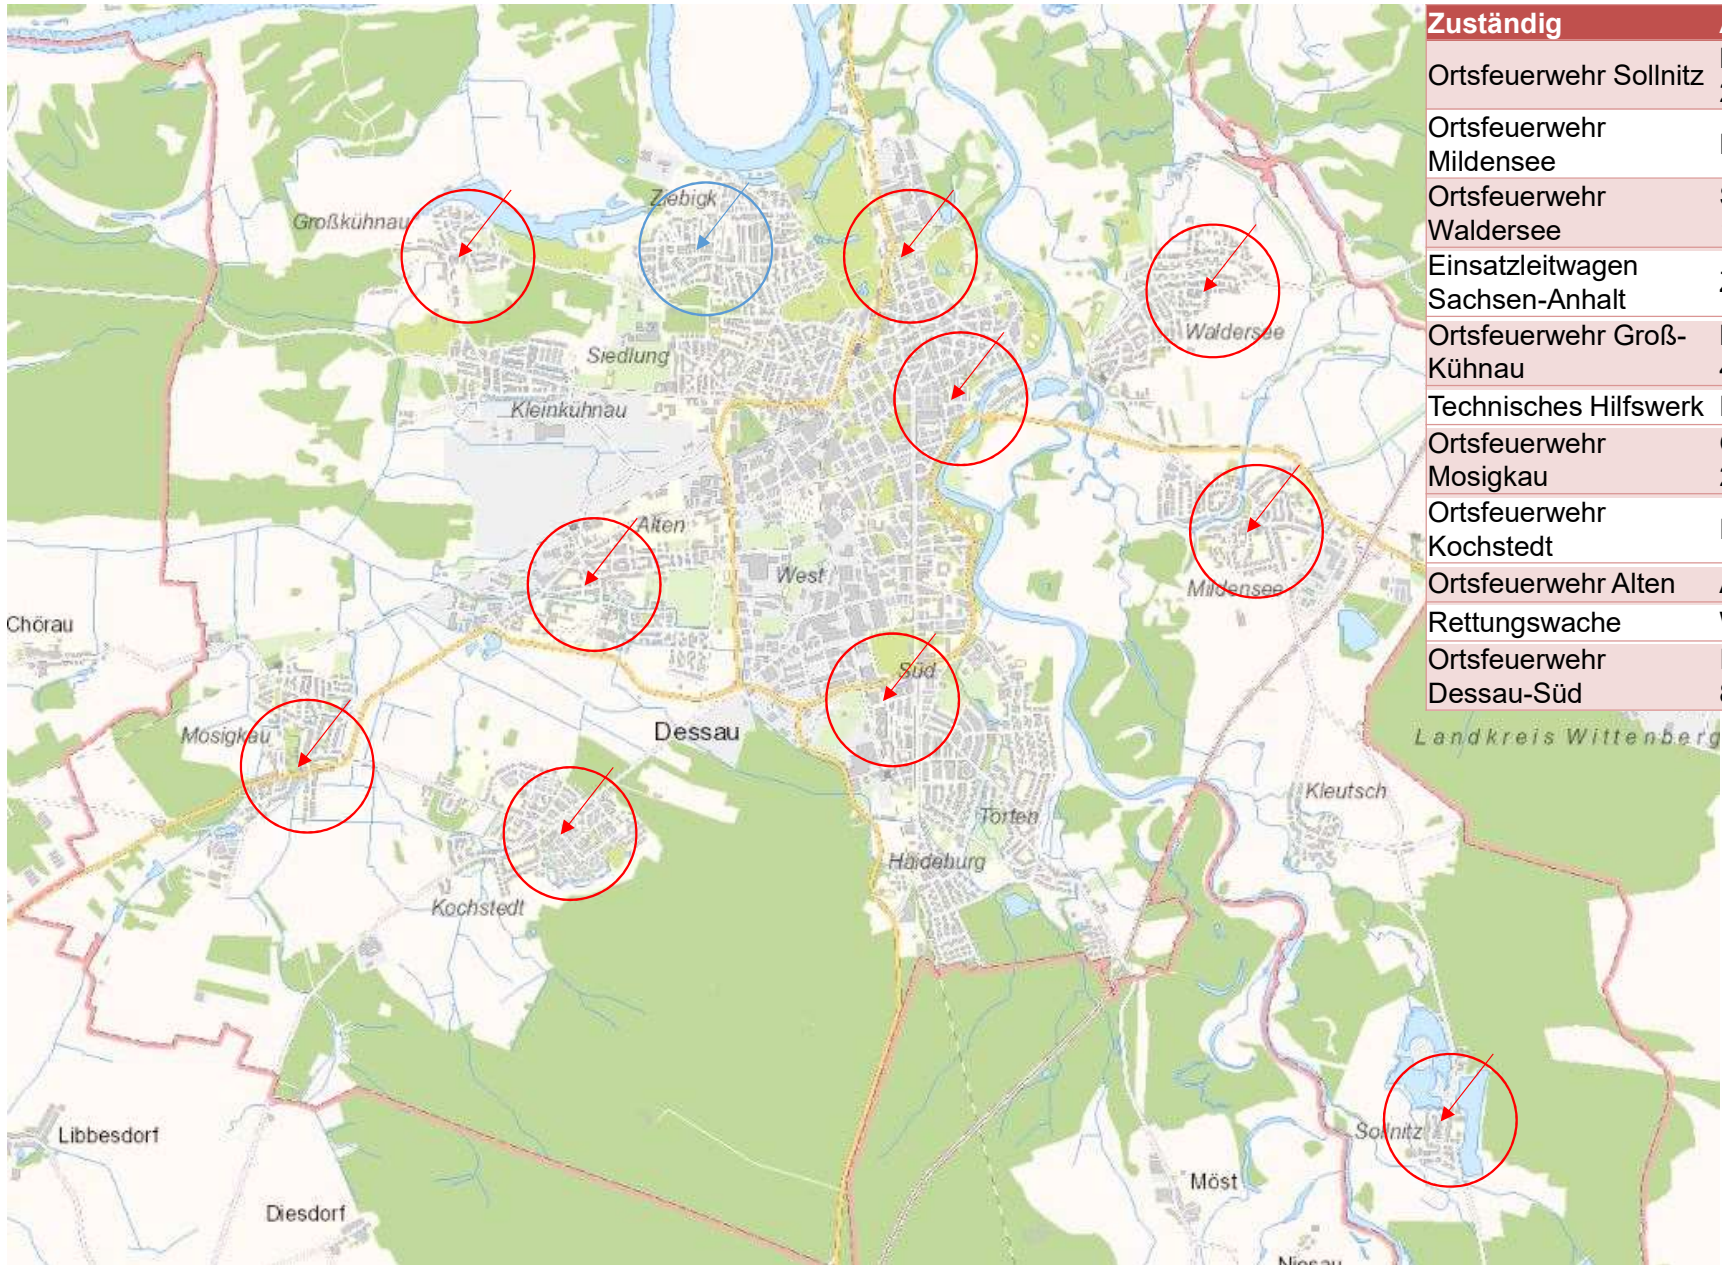 Zuständig
Ortsfeuerwehr Sollnitz
Ortsfeuerwehr
Mildensee
Ortsfeuerwehr
Waldersee
Einsatzleitwagen
Sachsen-Anhalt
Ortsfeuerwehr Groß-
Kühnau
Technisches Hilfswerk
Ortsfeuerwehr
Mosigkau
Ortsfeuerwehr
Kochstedt
Ortsfeuerwehr Alten
Rettungswache
Ortsfeuerwehr
Dessau-Süd
Ziebigk
Großkühnau
Waldersee
Siedlung
Kleinkühnau
Alten
West
Mildensee
Chörau
Süd
Dessau
Mosigkau
Landkreis Wittenberg
Kleutsch
Törten
Haideburg
Kochstedt
Libbesdorf
Sollnitz
Möst
Diesdorf